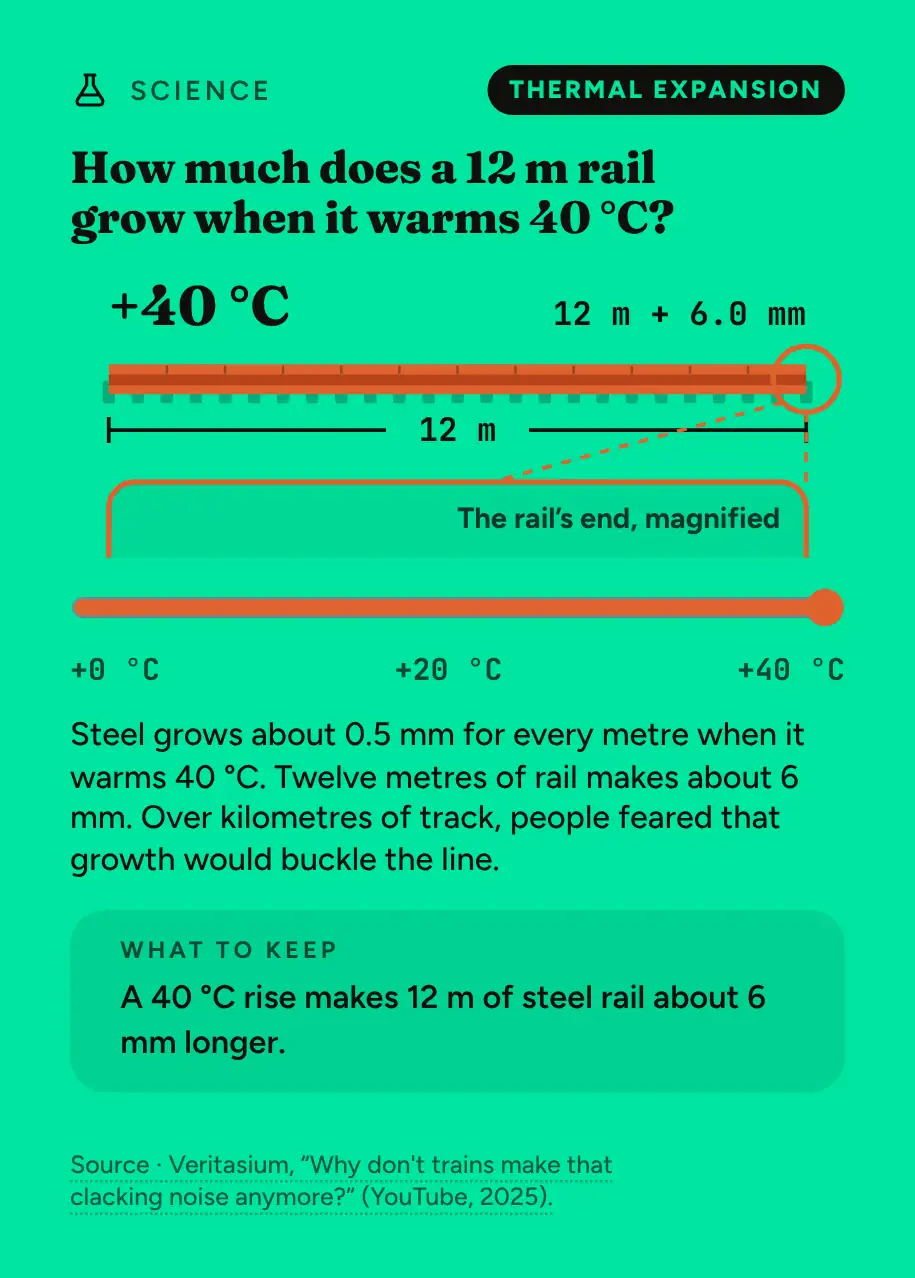 SCIENCE
THERMAL EXPANSION
How much does a 12 m rail
grow when it warms 40 °C?
+40 °C
12 m + 6.0 mm
12 m
The rail’s end, magnified
+0 °C
+20 °C
+40 °C
Steel grows about 0.5 mm for every metre when it
warms 40 °C. Twelve metres of rail makes about 6
mm. Over kilometres of track, people feared that
growth would buckle the line.
WHAT TO KEEP
A 40 °C rise makes 12 m of steel rail about 6
mm longer.
Source · Veritasium, “Why don't trains make that
clacking noise anymore?” (YouTube, 2025).